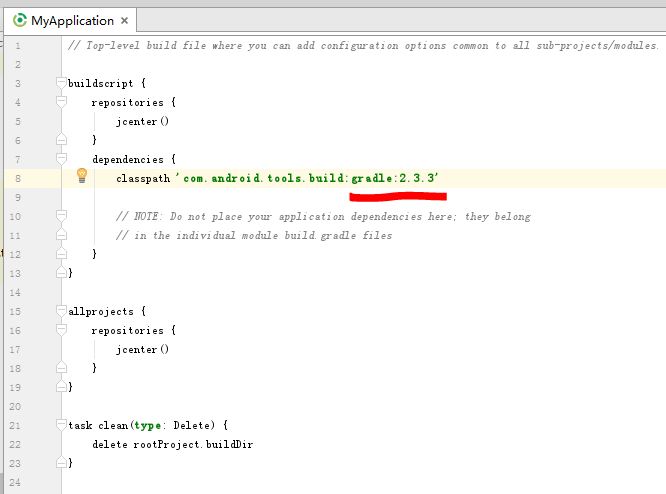 MyApplication ×
1 // Top-level build file where you can add configuration options common to all sub-projects/modules.
2
3 buildscript {
4 repositories {
5 jcenter()
6 }
7 dependencies {
8 classpath 'com.android.tools.build:gradle:2.3.3'
9
10 // NOTE: Do not place your application dependencies here; they belong
11 // in the individual module build.gradle files
12 }
13 }
14
15 allprojects {
16 repositories {
17 jcenter()
18 }
19 }
20
21 task clean(type: Delete) {
22 delete rootProject.buildDir
23 }
24